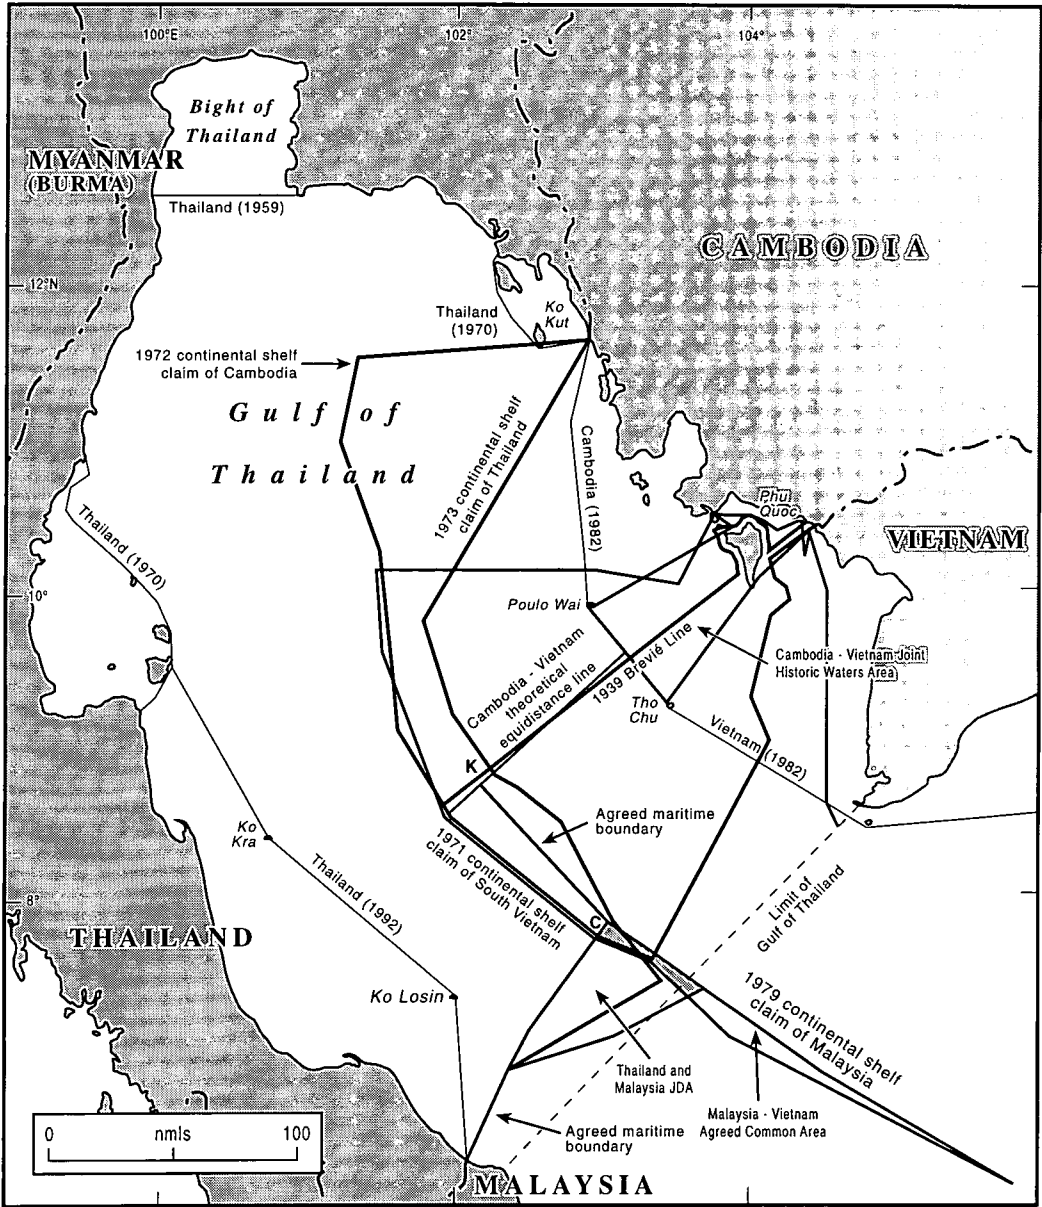 100°E
102°
104°
Bight of
Thailand
MYANMAR
(BURMA)
Thailand (1959)
CAMBODIA
12°N
Thailand
(1970)
Ko
Kut
1972 continental shelf
claim of Cambodia
Gulf of
Thailand
1973 continental shelf
claim of Thailand
Cambodia (1982)
Phu
Quoc
VIETNAM
Thailand (1970)
10°
Poulo Wai
Cambodia - Vietnam
theoretical
equidistance line
1939 Brevié Line
Cambodia - Vietnam Joint
Historic Waters Area
Tho
Chu
Vietnam (1982)
K
Agreed maritime
boundary
Ko
Kra
1971 continental shelf
claim of South Vietnam
Limit of
Gulf of Thailand
Thailand (1992)
8°
C
THAILAND
Ko Losin
1979 continental shelf
claim of Malaysia
Thailand and
Malaysia JDA
Malaysia - Vietnam
Agreed Common Area
Agreed maritime
boundary
0 nmls 100
MALAYSIA